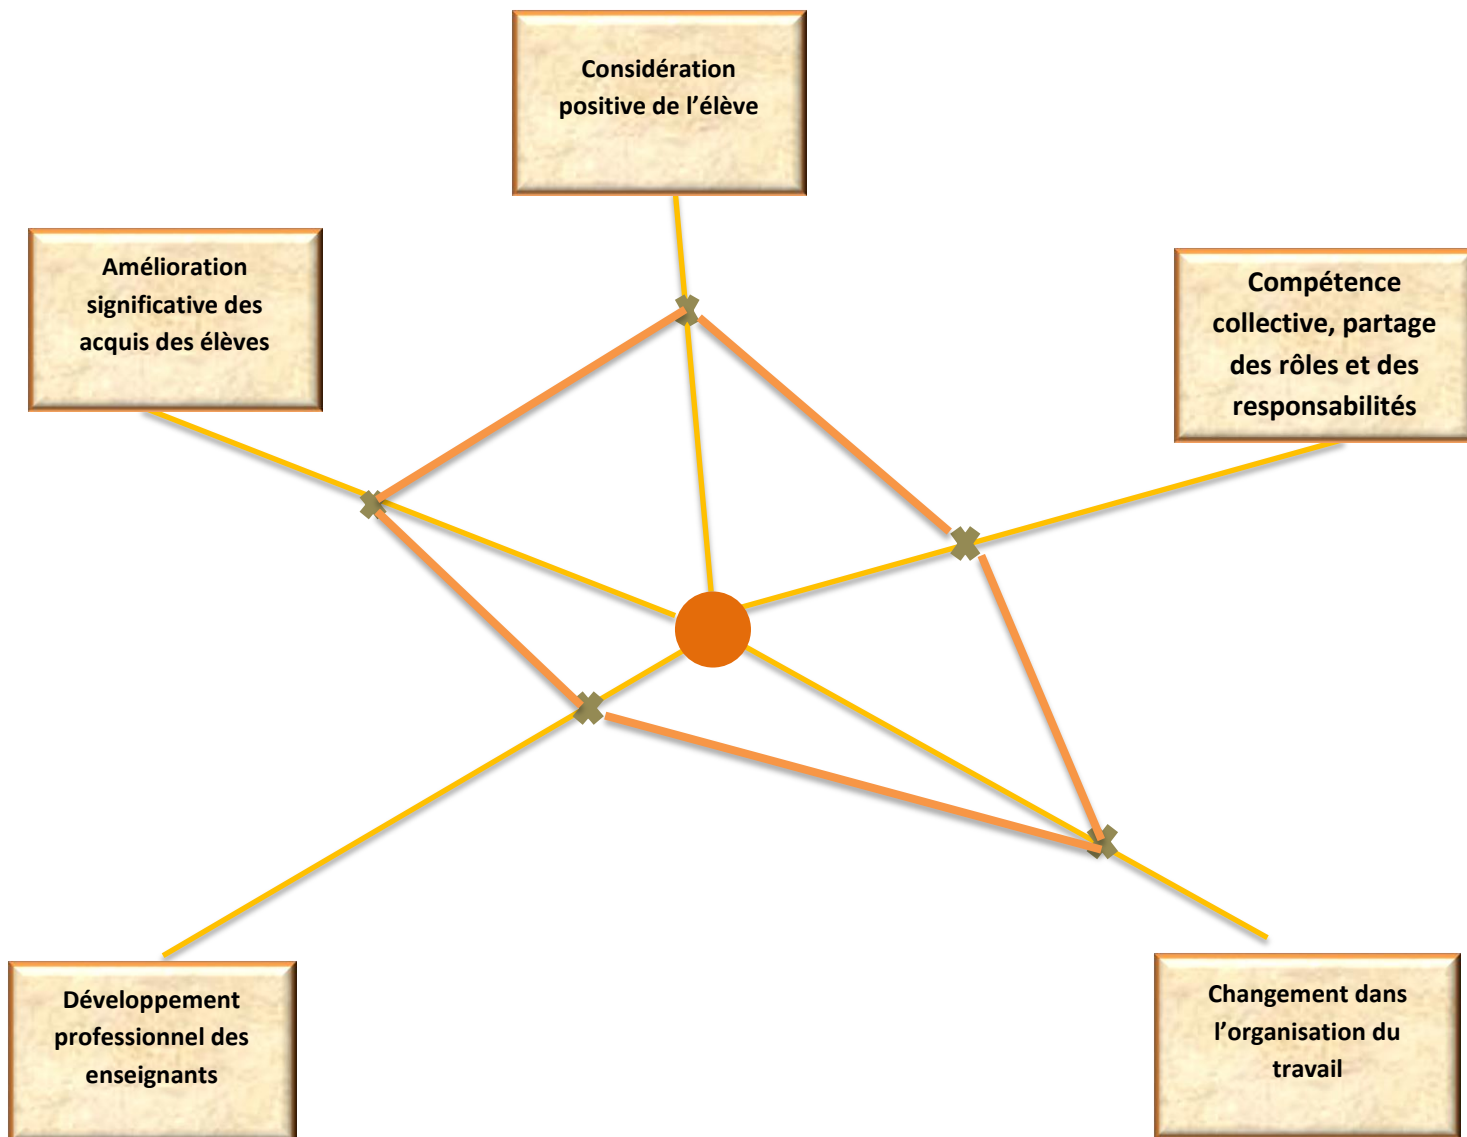 Considération
positive de l’élève
Amélioration
significative des
acquis des élèves
Compétence
collective, partage
des rôles et des
responsabilités
Développement
professionnel des
enseignants
Changement dans
l’organisation du
travail